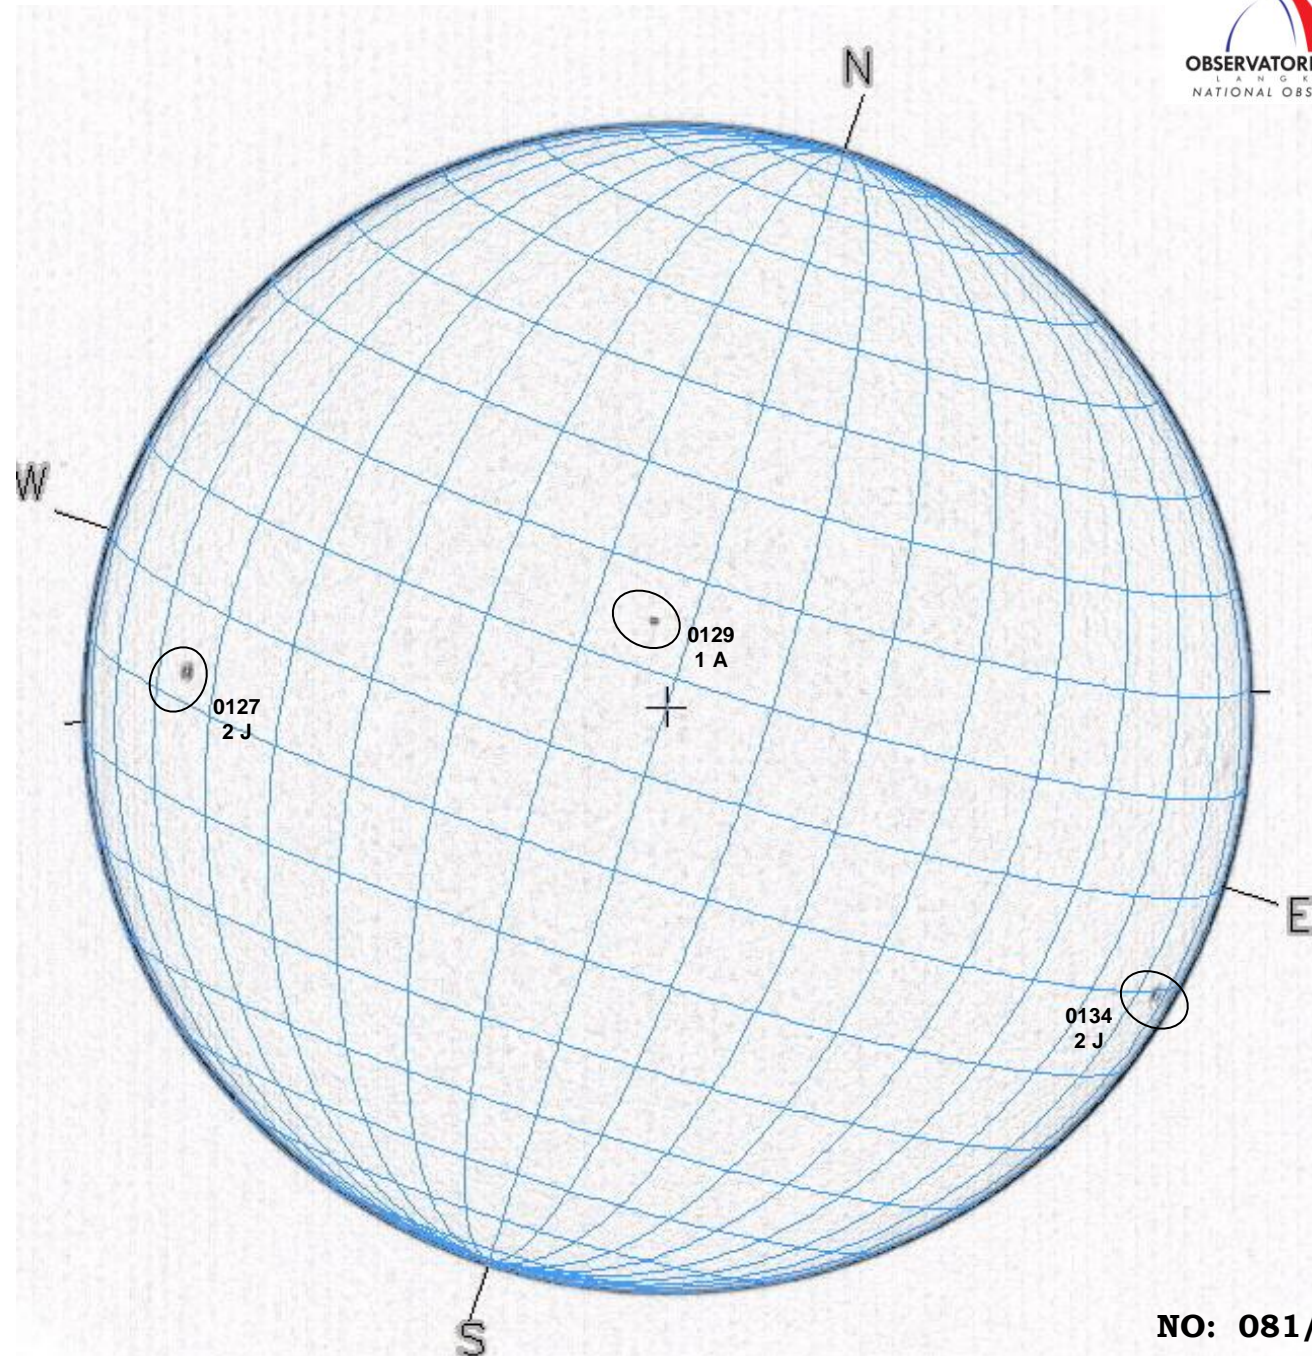 N
OBSERVATORI
L A N G K
NATIONAL OBS
W
0129
1 A
0127
2 J
E
0134
2 J
S
NO: 081/